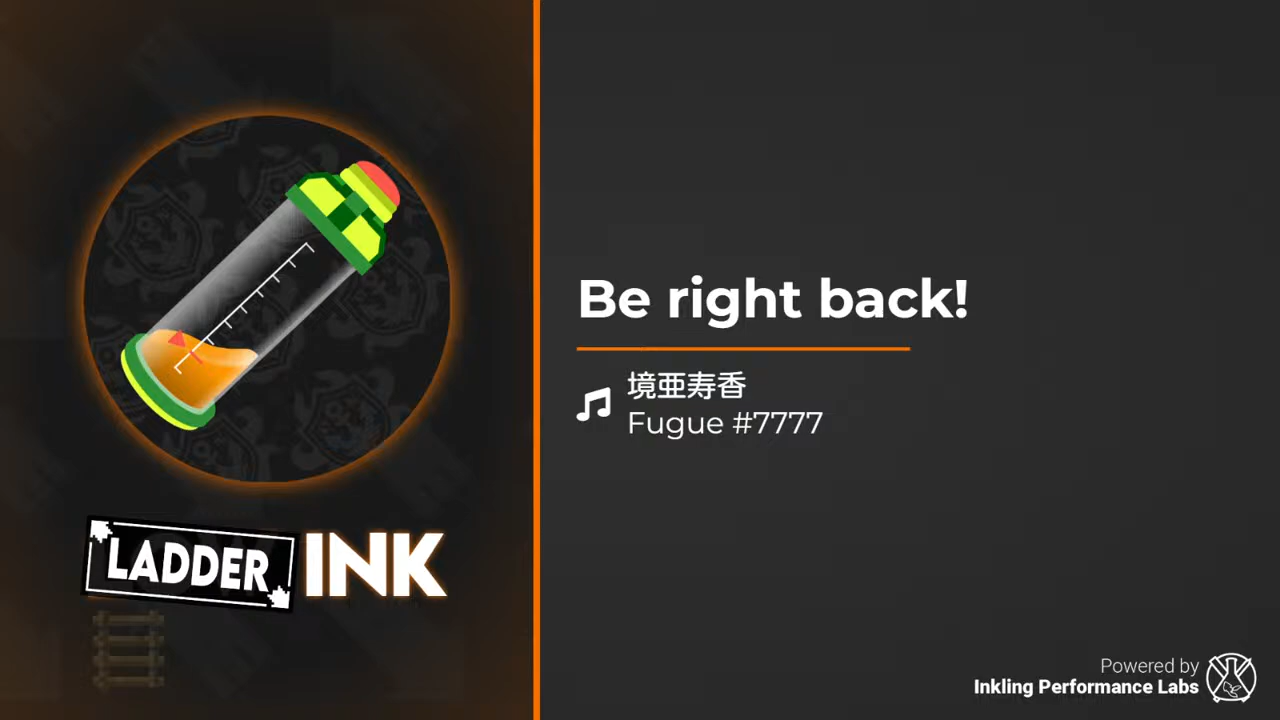 LADDER INK
Be right back!
境亜寿香
Fugue #7777
Powered by
Inkling Performance Labs